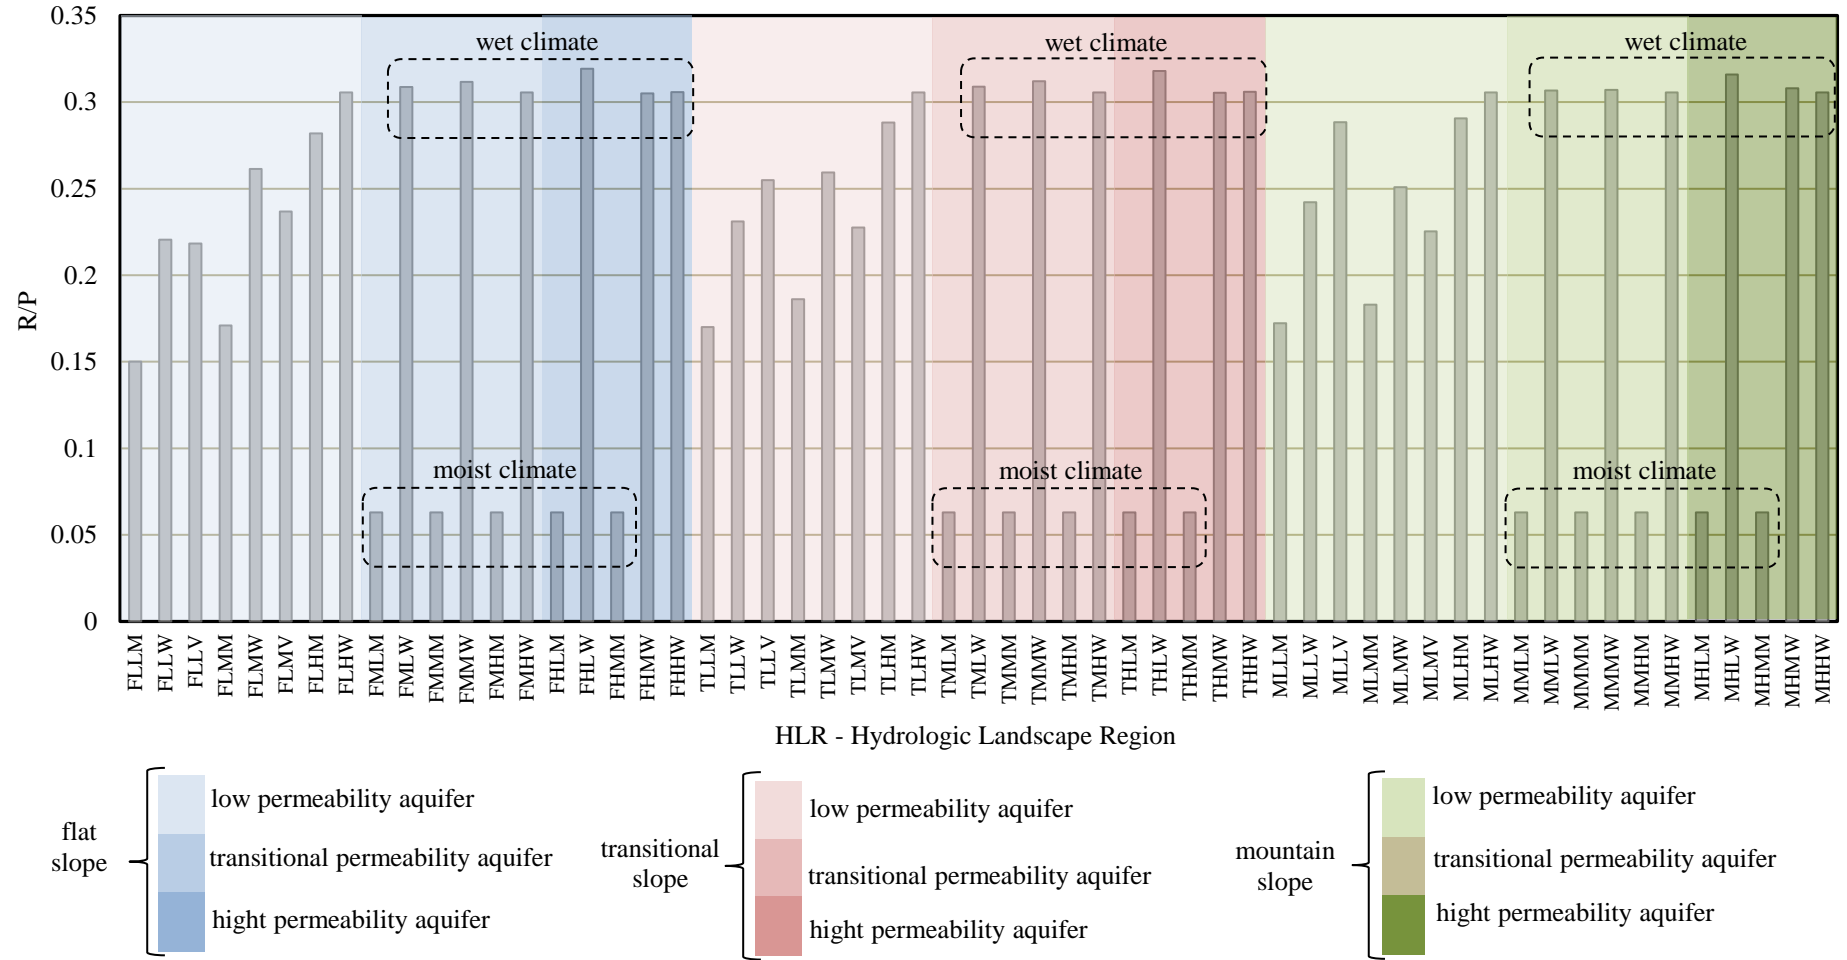 0.35
wet climate
wet climate
wet climate
0.3
0.25
0.2
R/P
0.15
0.1
moist climate
moist climate
moist climate
0.05
0
FLLM
FLLW
FLLV
FLMM
FLMW
FLMV
FLHM
FLHW
FMLM
FMLW
FMMM
FMMW
FMHM
FMHW
FHLM
FHLW
FHMM
FHMW
FHHW
TLLM
TLLW
TLLV
TLMM
TLMW
TLMV
TLHM
TLHW
TMLM
TMLW
TMMM
TMMW
TMHM
TMHW
THLM
THLW
THMM
THMW
THHW
MLLM
MLLW
MLLV
MLMM
MLMW
MLMV
MLHM
MLHW
MMLM
MMLW
MMMM
MMMW
MMHM
MMHW
MHLM
MHLW
MHMM
MHMW
MHHW
HLR - Hydrologic Landscape Region
flat
slope
low permeability aquifer
transitional permeability aquifer
hight permeability aquifer
transitional
slope
low permeability aquifer
transitional permeability aquifer
hight permeability aquifer
mountain
slope
low permeability aquifer
transitional permeability aquifer
hight permeability aquifer